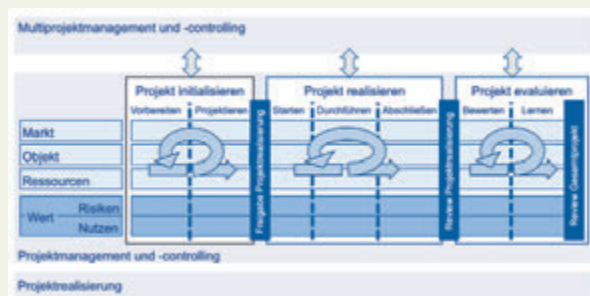 Multiprojektmanagement und -controlling
Projekt initialisieren
Projekt realisieren
Projekt evaluieren
Vorbereiten
Projektieren
Starten
Durchführen
Abschließen
Bewerten
Lernen
Markt
Objekt
Ressourcen
Wert
Risiken
Nutzen
Freigabe Projektrealisierung
Review Projektrealisierung
Review Gesamtprojekt
Projektmanagement und -controlling
Projektrealisierung